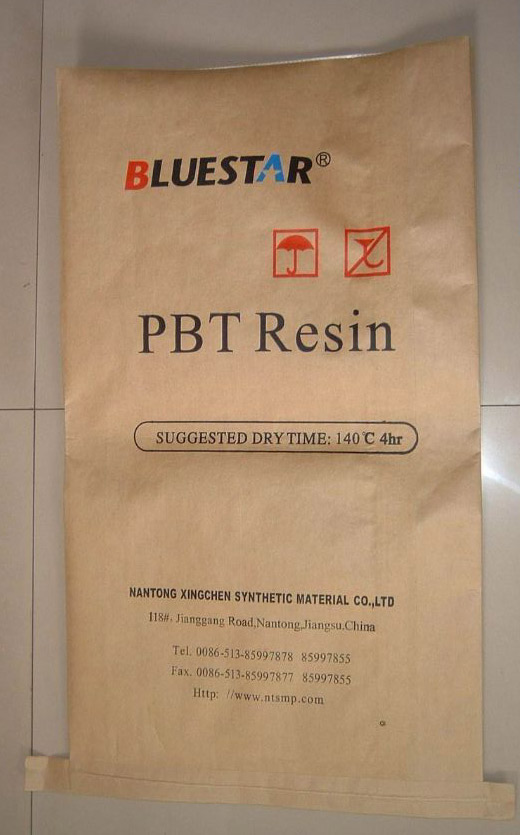 BLUESTAR®
PBT Resin
SUGGESTED DRY TIME: 140℃ 4hr
NANTONG XINGCHEN SYNTHETIC MATERIAL CO.,LTD
118#, Jianggang Road,Nantong,Jiangsu,China
Tel. 0086-513-85997878 85997855
Fax. 0086-513-85997877 85997855
Http: //www.ntsmp.com